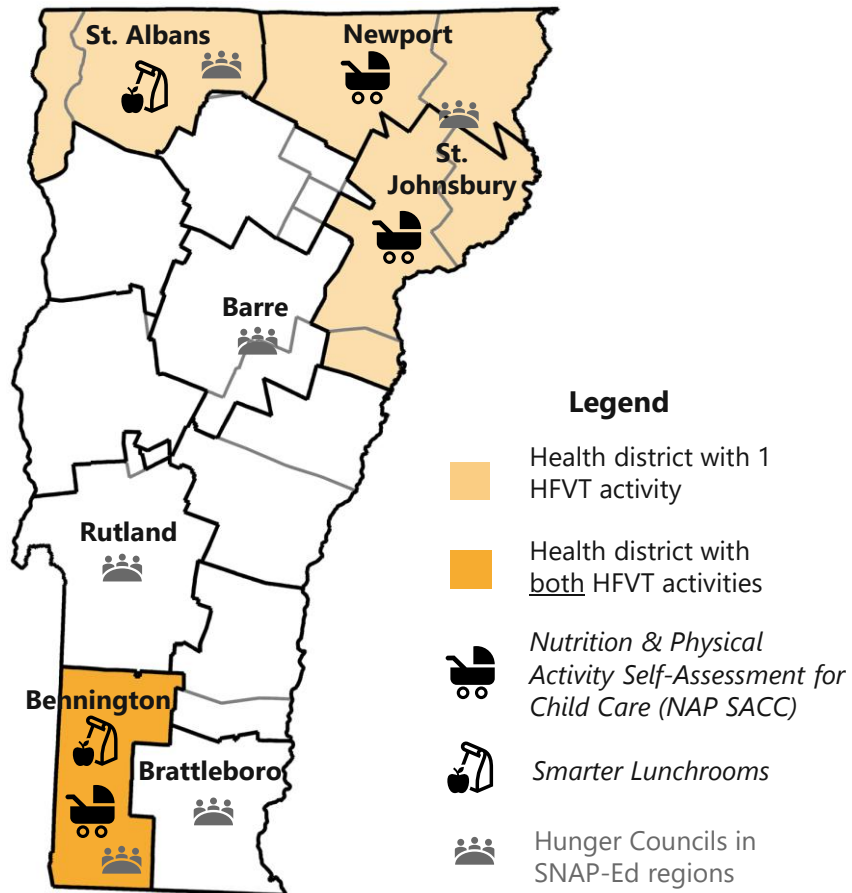 St. Albans
Newport
St.
Johnsbury
Barre
Rutland
Bennington
Brattleboro
Legend
Health district with 1
HFVT activity
Health district with
both HFVT activities
Nutrition & Physical
Activity Self-Assessment for
Child Care (NAP SACC)
Smarter Lunchrooms
Hunger Councils in
SNAP-Ed regions